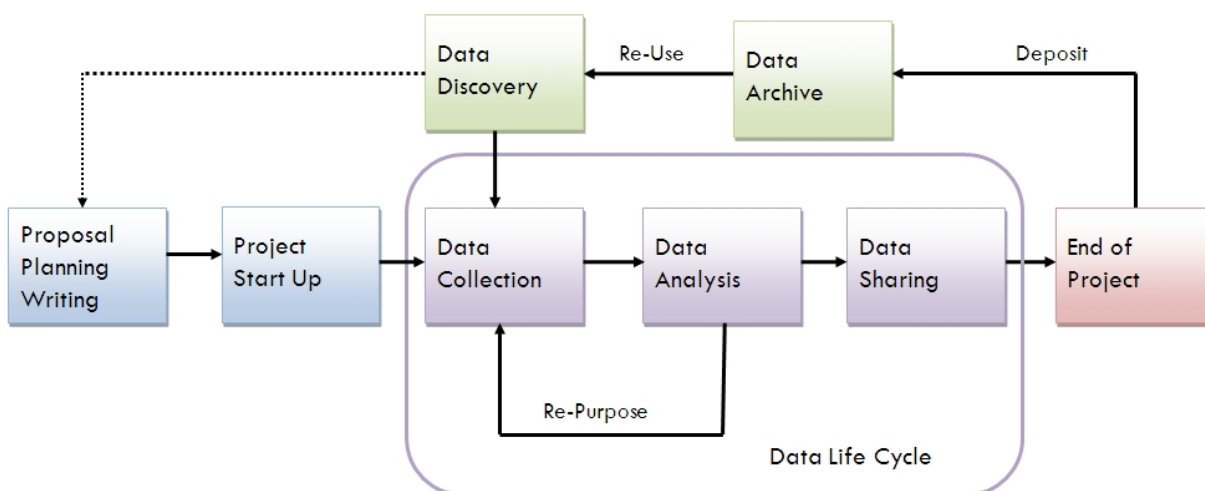 Data
Discovery
Re-Use
Data
Archive
Deposit
Proposal
Planning
Writing
Project
Start Up
Data
Collection
Data
Analysis
Data
Sharing
End of
Project
Re-Purpose
Data Life Cycle